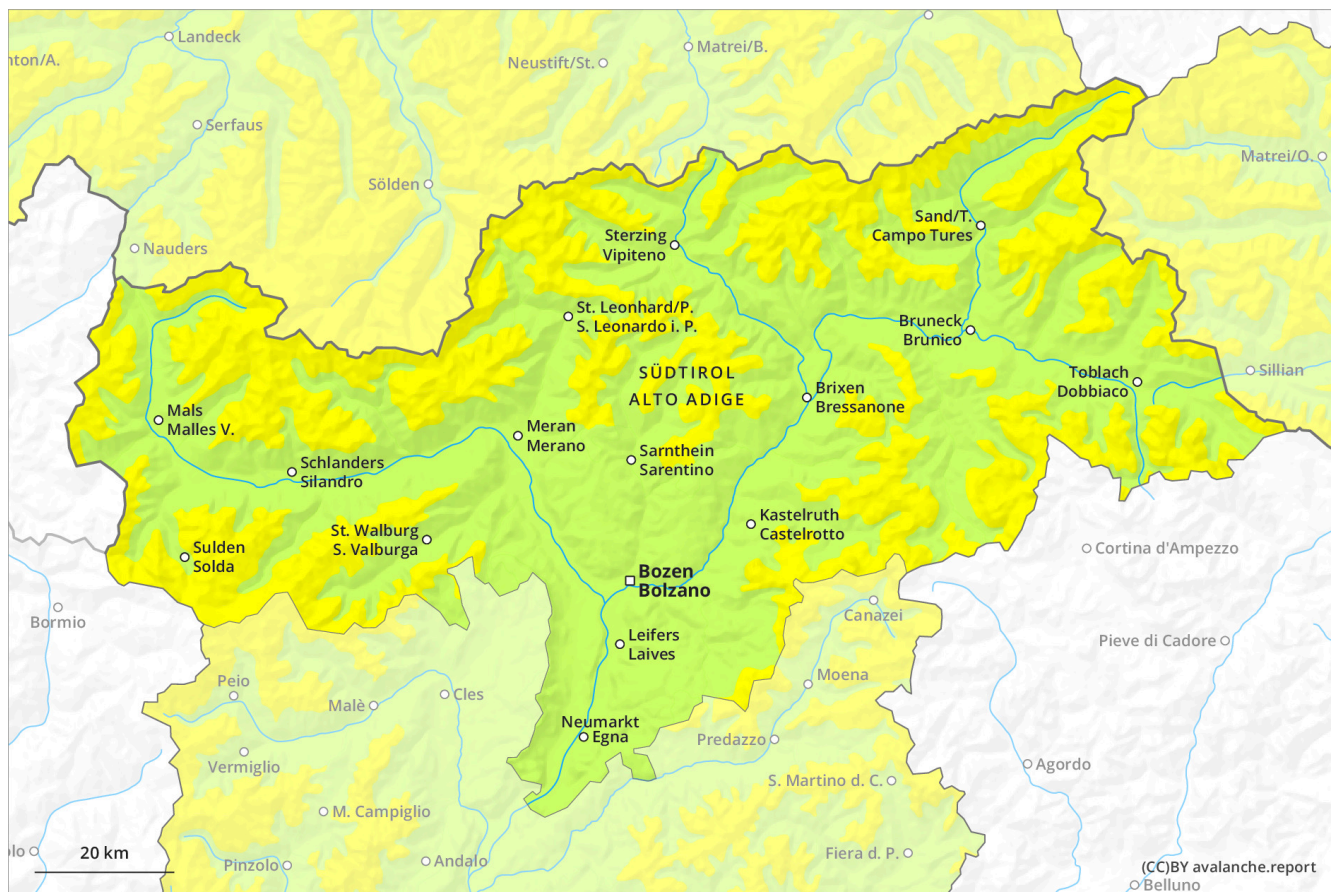 Landeck
nton/A.
Matrei/B.
Neustift/St.
Serfaus
Matrei/O.
Sölden
Sand/T.
Campo Tures
Sterzing
Vipiteno
Nauders
St. Leonhard/P.
S. Leonardo i. P.
Bruneck
Brunico
SÜDTIROL
ALTO ADIGE
Toblach
Dobbiaco
Sillian
Brixen
Bressanone
Mals
Malles V.
Meran
Merano
Sarnthein
Sarentino
Schlanders
Silandro
Kastelruth
Castelrotto
St. Walburg
S. Valburga
Sulden
Solda
Cortina d'Ampezzo
Bozen
Bolzano
Bormio
Canazei
Leifers
Laives
Pieve di Cadore
Moena
Peio
Malè
Cles
Neumarkt
Egna
Predazzo
Vermiglio
Agordo
S. Martino d. C.
M. Campiglio
olo
20 km
Pinzolo
Andalo
Fiera d. P.
(CC)BY avalanche.report
Belluno